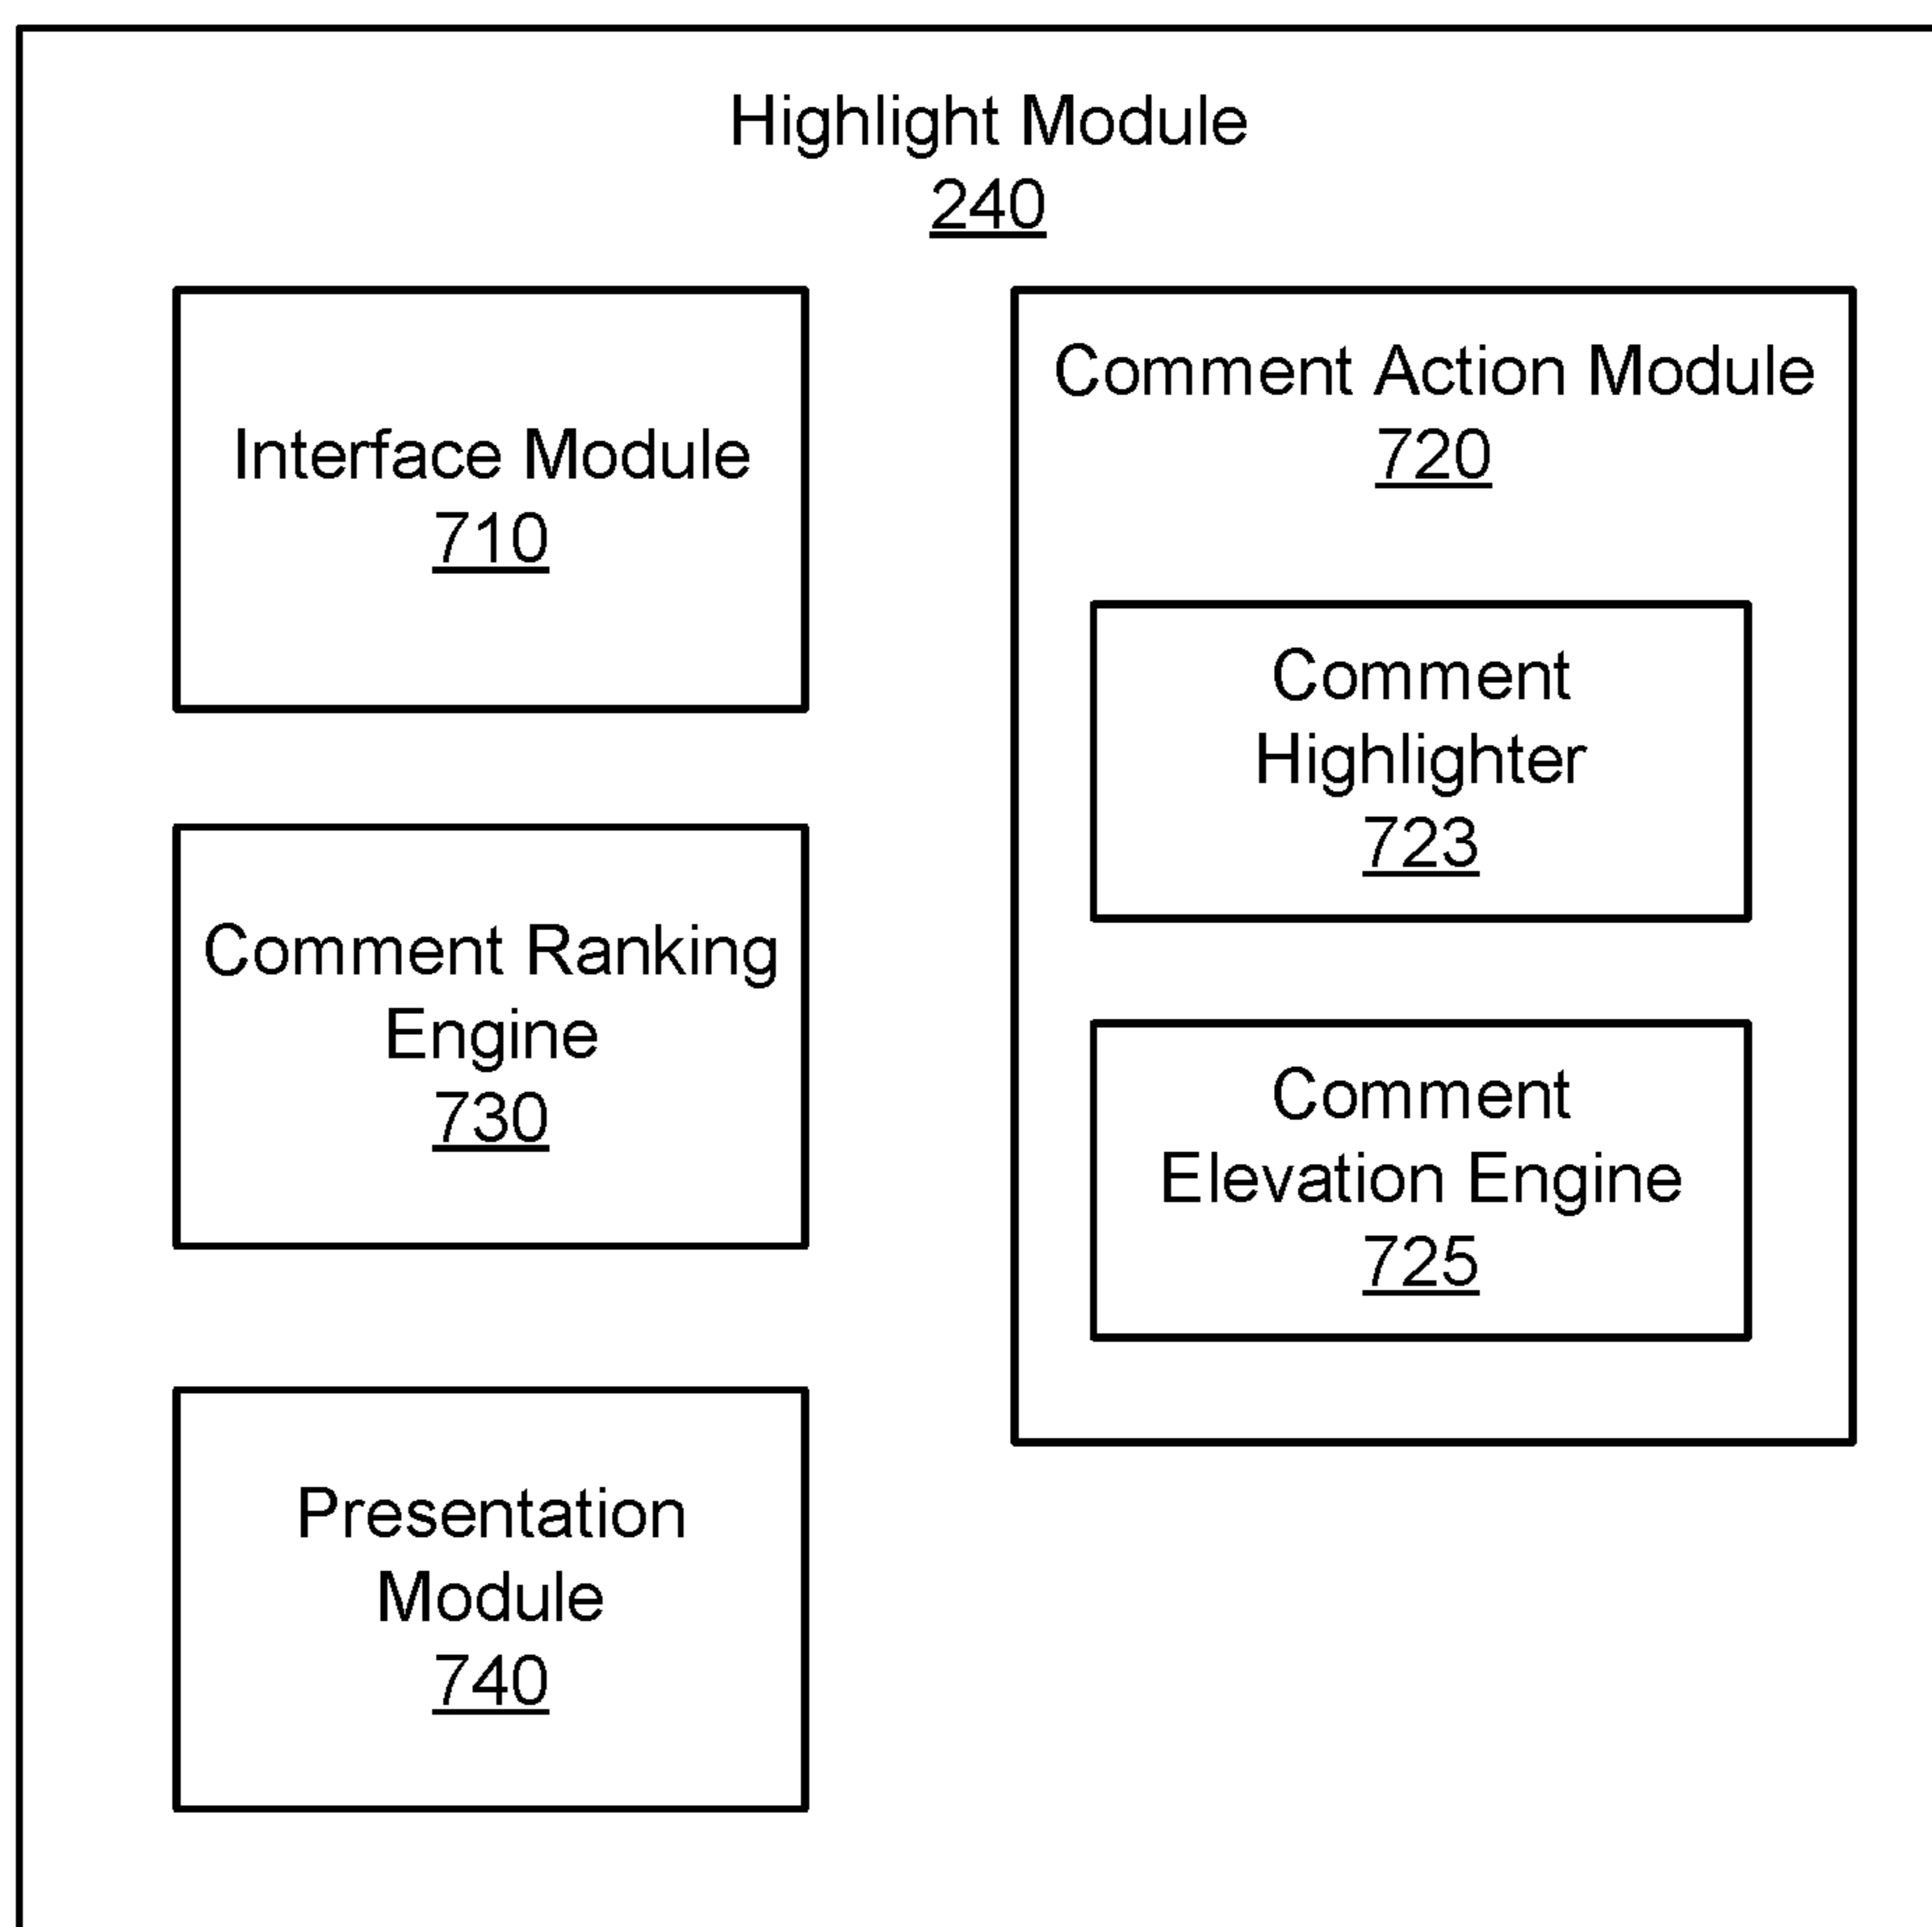 Highlight Module
240
Interface Module
710
Comment Ranking
Engine
730
Presentation
Module
740
Comment Action Module
720
Comment
Highlighter
723
Comment
Elevation Engine
725